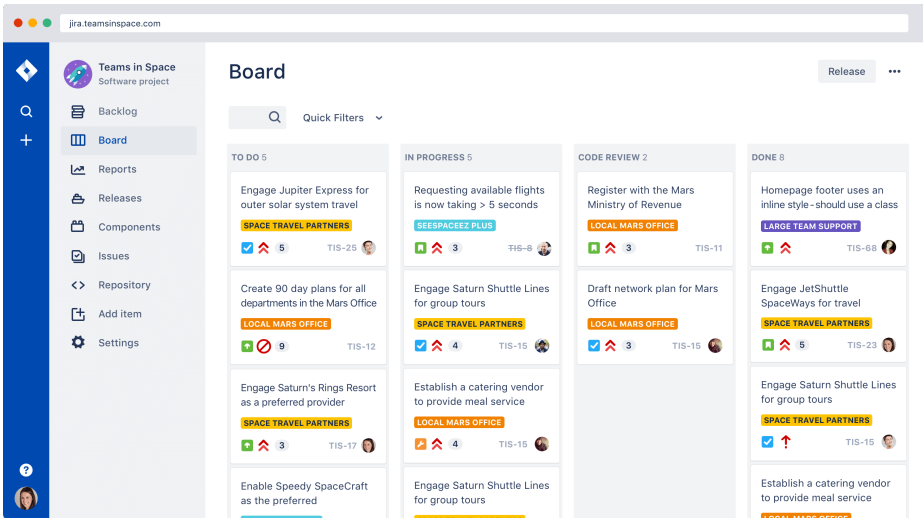 jira.teamsinspace.com
Teams in Space
Software project
Backlog
Board
Reports
Releases
Components
Issues
Repository
Add item
Settings
?
Board
Release
Quick Filters
TO DO 5
Engage Jupiter Express for
outer solar system travel
SPACE TRAVEL PARTNERS
5
TIS-25
Create 90 day plans for all
departments in the Mars Office
LOCAL MARS OFFICE
9
TIS-12
Engage Saturn's Rings Resort
as a preferred provider
SPACE TRAVEL PARTNERS
3
TIS-17
Enable Speedy SpaceCraft
as the preferred
IN PROGRESS 5
Requesting available flights
is now taking > 5 seconds
SEESPACEEZ PLUS
3
TIS-8
Engage Saturn Shuttle Lines
for group tours
SPACE TRAVEL PARTNERS
4
TIS-15
Establish a catering vendor
to provide meal service
LOCAL MARS OFFICE
4
TIS-15
Engage Saturn Shuttle Lines
for group tours
CODE REVIEW 2
Register with the Mars
Ministry of Revenue
LOCAL MARS OFFICE
3
TIS-11
Draft network plan for Mars
Office
LOCAL MARS OFFICE
3
TIS-15
DONE 8
Homepage footer uses an
inline style-should use a class
LARGE TEAM SUPPORT
TIS-68
Engage JetShuttle
SpaceWays for travel
SPACE TRAVEL PARTNERS
5
TIS-23
Engage Saturn Shuttle Lines
for group tours
SPACE TRAVEL PARTNERS
TIS-15
Establish a catering vendor
to provide meal service
LOCAL MARS OFFICE